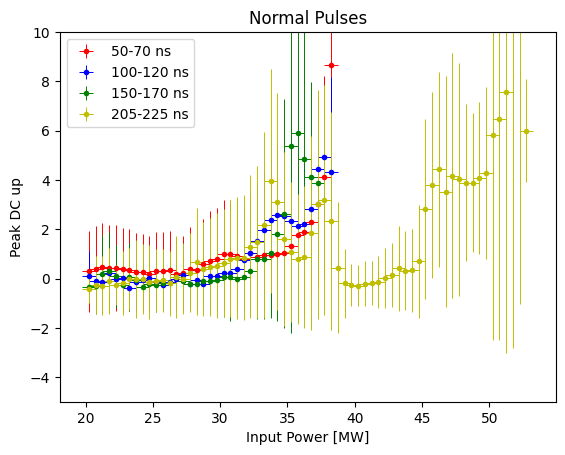 Normal Pulses
50-70 ns
100-120 ns
150-170 ns
205-225 ns
Peak DC up
10
8
6
4
2
0
−2
−4
20 25 30 35 40 45 50
Input Power [MW]